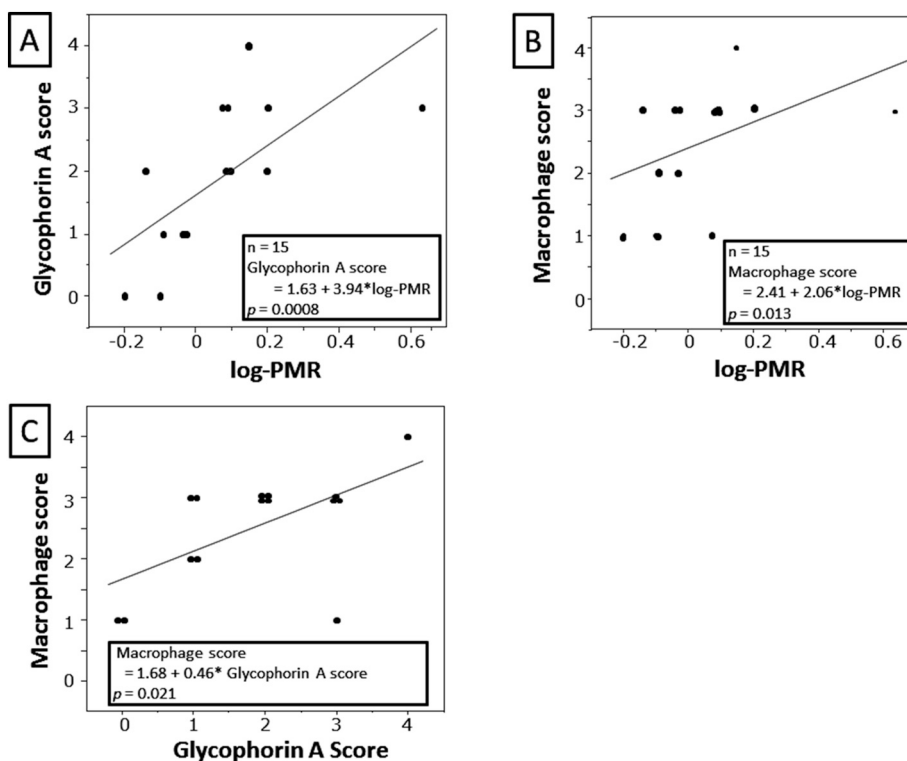 A
Glycophorin A score
4
3
2
1
0
n = 15
Glycophorin A score
= 1.63 + 3.94*log-PMR
p = 0.0008
-0.2 0 0.2 0.4 0.6
log-PMR
B
Macrophage score
4
3
2
1
0
n = 15
Macrophage score
= 2.41 + 2.06*log-PMR
p = 0.013
-0.2 0 0.2 0.4 0.6
log-PMR
C
Macrophage score
4
3
2
1
0
Macrophage score
= 1.68 + 0.46* Glycophorin A score
p = 0.021
0 1 2 3 4
Glycophorin A Score